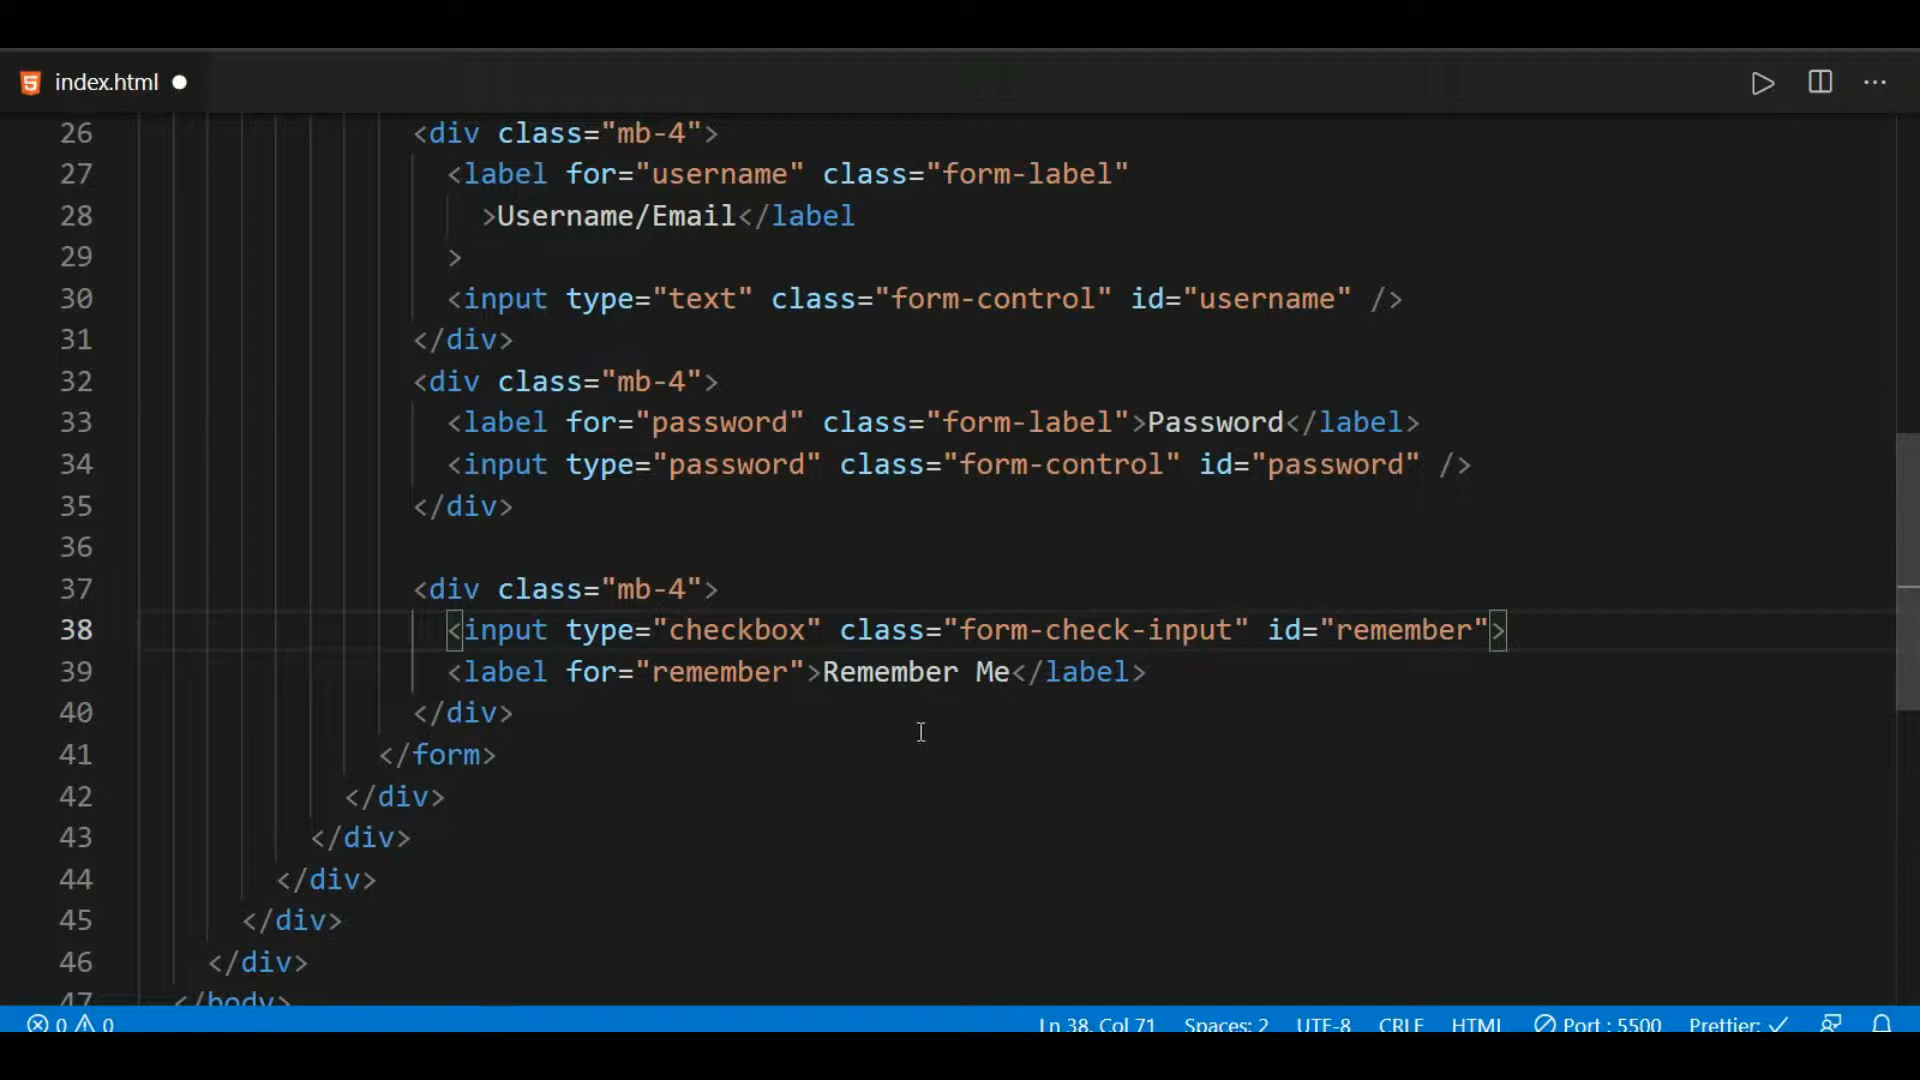 index.html
26 <div class="mb-4">
27 <label for="username" class="form-label"
28 >Username/Email</label
29 >
30 <input type="text" class="form-control" id="username" />
31 </div>
32 <div class="mb-4">
33 <label for="password" class="form-label">Password</label>
34 <input type="password" class="form-control" id="password" />
35 </div>
36
37 <div class="mb-4">
38 <input type="checkbox" class="form-check-input" id="remember">
39 <label for="remember">Remember Me</label>
40 </div>
41 </form>
42 </div>
43 </div>
44 </div>
45 </div>
46 </div>
47 </body>
0 0 Ln 38, Col 71 Spaces: 2 UTF-8 CRLF HTML Port : 5500 Prettier: ✓